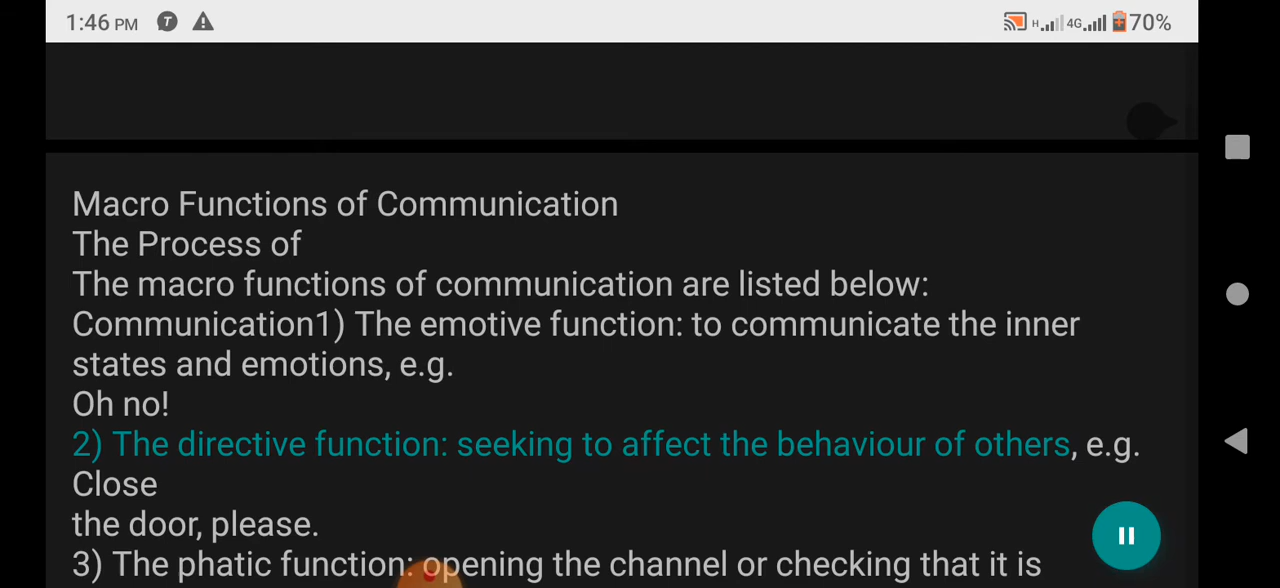 1:46 PM
H 4G 70%
Macro Functions of Communication
The Process of
The macro functions of communication are listed below:
Communication1) The emotive function: to communicate the inner
states and emotions, e.g.
Oh no!
2) The directive function: seeking to affect the behaviour of others, e.g.
Close
the door, please.
3) The phatic function: opening the channel or checking that it is